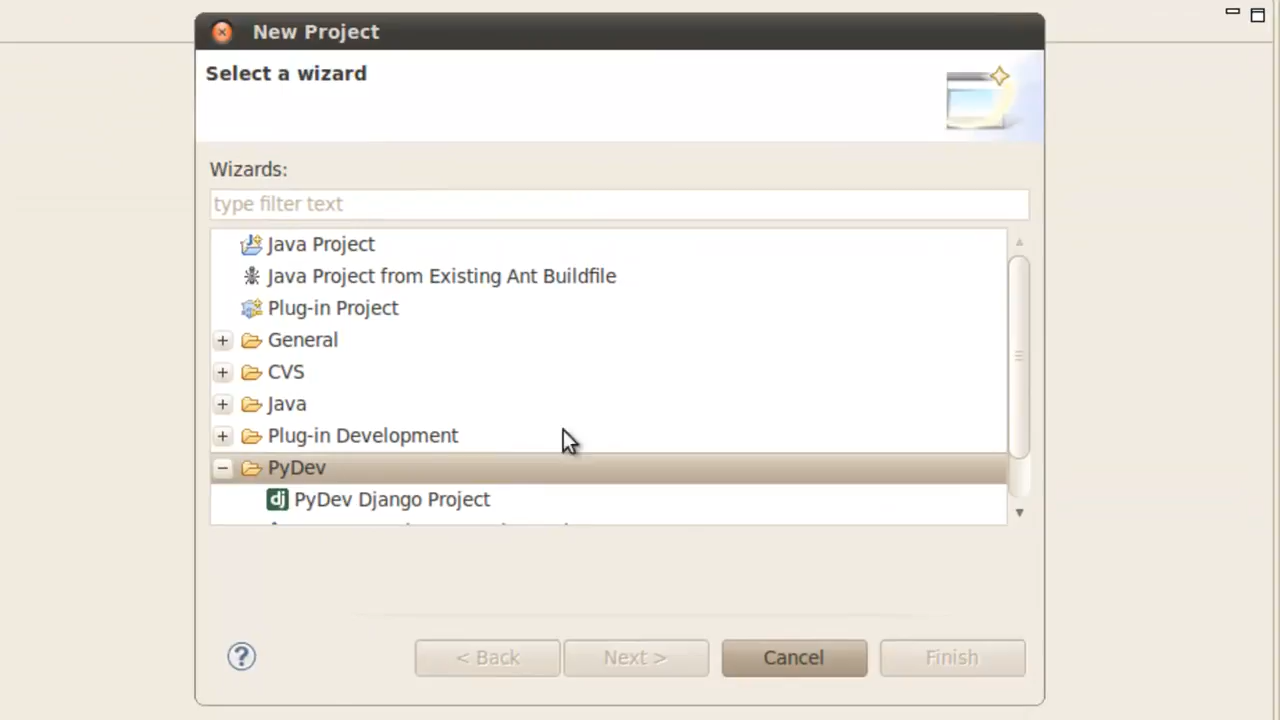 New Project
Select a wizard
Wizards:
type filter text
Java Project
Java Project from Existing Ant Buildfile
Plug-in Project
General
CVS
Java
Plug-in Development
PyDev
dj PyDev Django Project
< Back Next > Cancel Finish